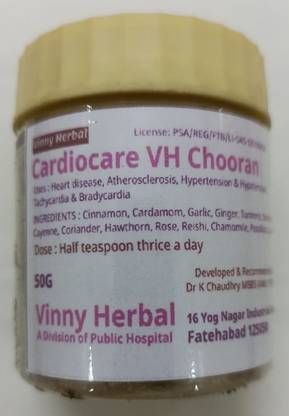 Vinny Herbal
License: PSA/REG/FTB/LI-
Cardiocare VH Chooran
Uses : Heart disease, Atherosclerosis, Hypertension &
Tachycardia & Bradycardia
INGREDIENTS : Cinnamon, Cardamom, Garlic, Ginger, Turmeric,
Cayenne, Coriander, Hawthorn, Rose, Reishi, Chamomile,
Dose : Half teaspoon thrice a day
50G
Developed &
Dr K Chaudhry MBBS
Vinny Herbal
A Division of Public Hospital
16 Yog Nagar
Fatehabad 125050